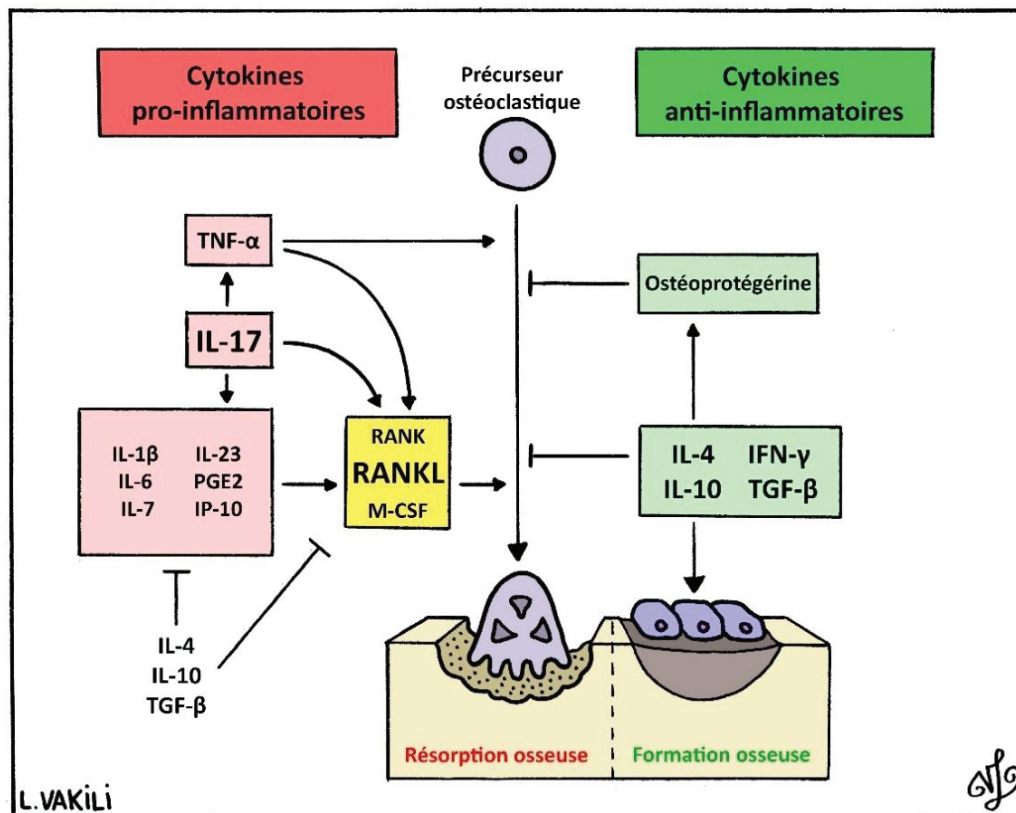 Cytokines
pro-inflammatoires
Précurseur
ostéoclastique
Cytokines
anti-inflammatoires
TNF-α
IL-17
IL-1β IL-23
IL-6 PGE2
IL-7 IP-10
RANK
RANKL
M-CSF
Ostéoprotégérine
IL-4 IFN-γ
IL-10 TGF-β
IL-4
IL-10
TGF-β
Résorption osseuse
Formation osseuse
L.VAKILI